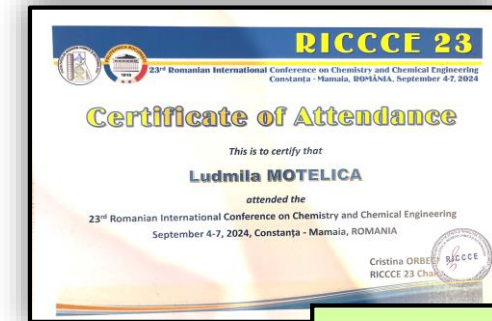 RICCCE 23
23rd Romanian International Conference on Chemistry and Chemical Engineering
Constanța - Mamaia, ROMÂNIA, September 4-7, 2024
1818
Certificate of Attendance
This is to certify that
Ludmila MOTELICA
attended the
23rd Romanian International Conference on Chemistry and Chemical Engineering
September 4-7, 2024, Constanța - Mamaia, ROMANIA
Cristina
RICCCE 23
RICCCE